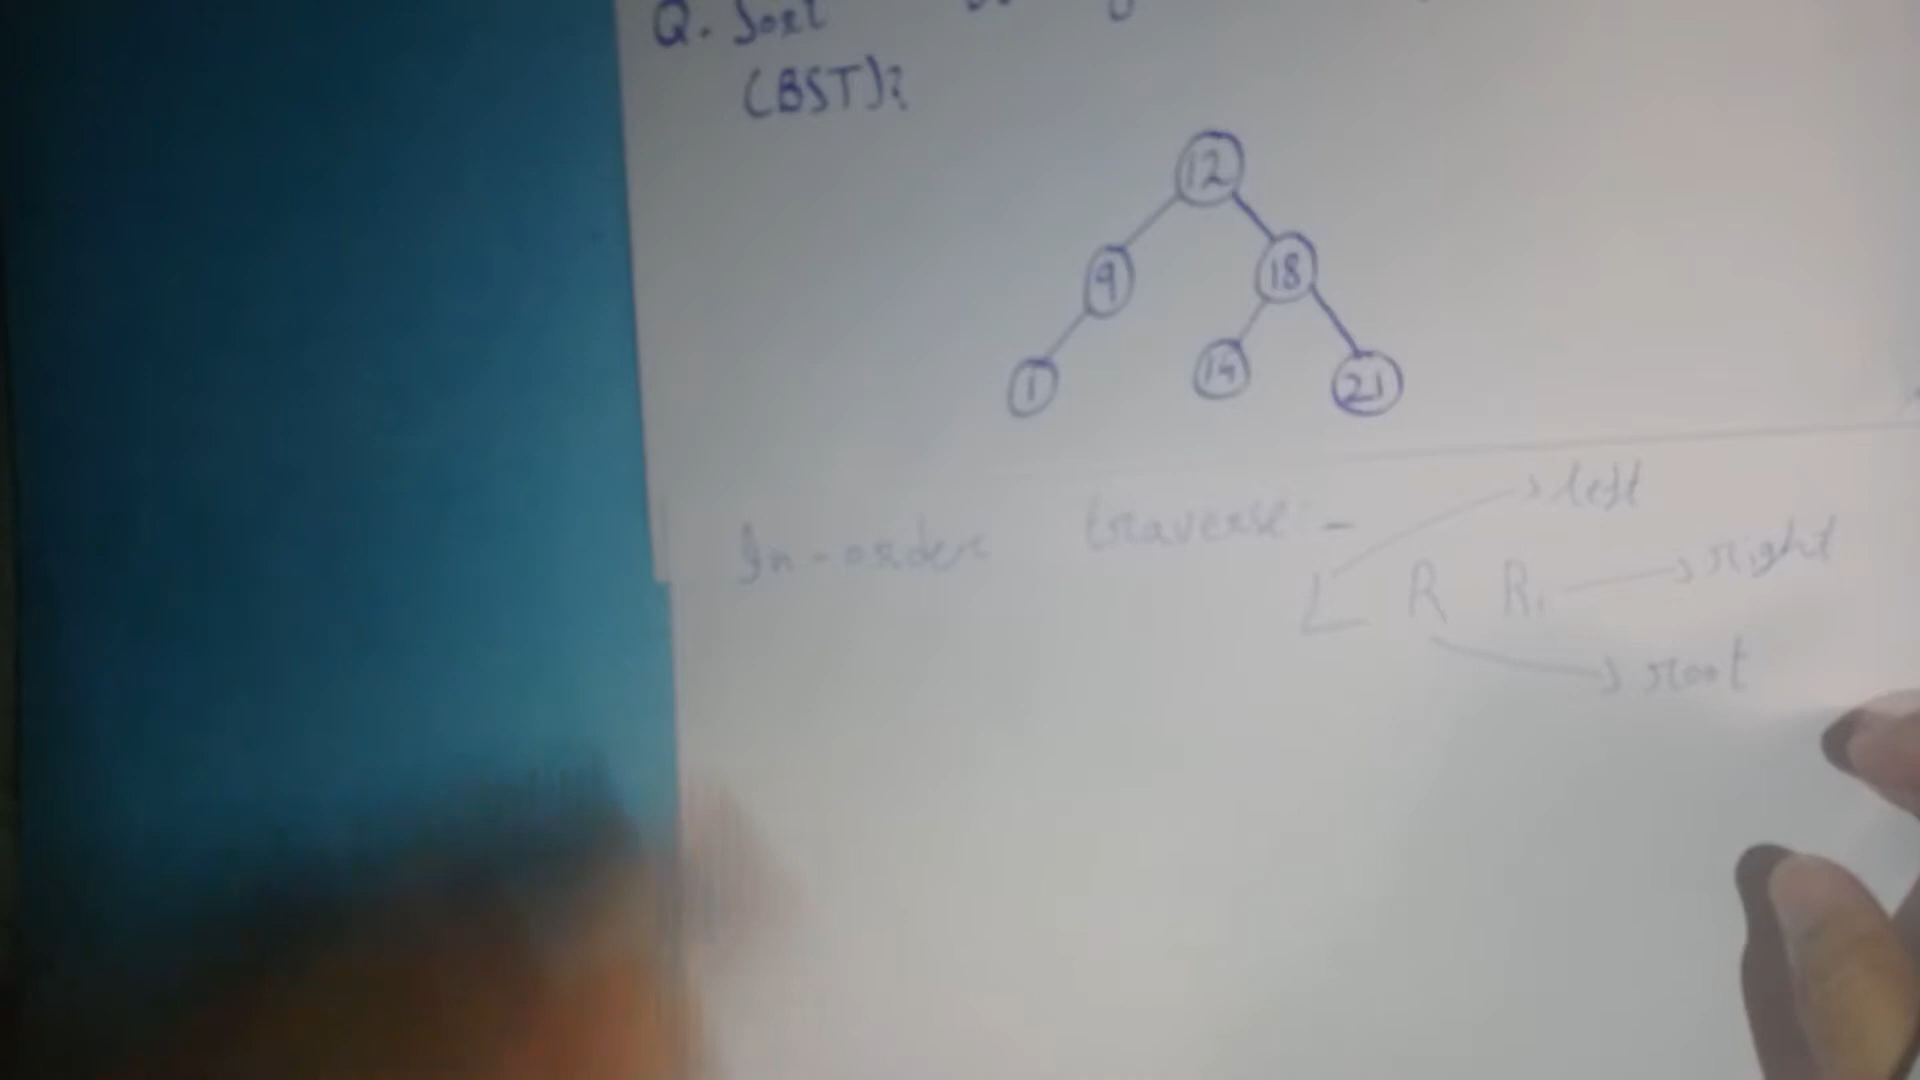 Q. Sort
(BST)?
12
9 18
1 14 21
In-order traverse :-
left
L R R. right
root